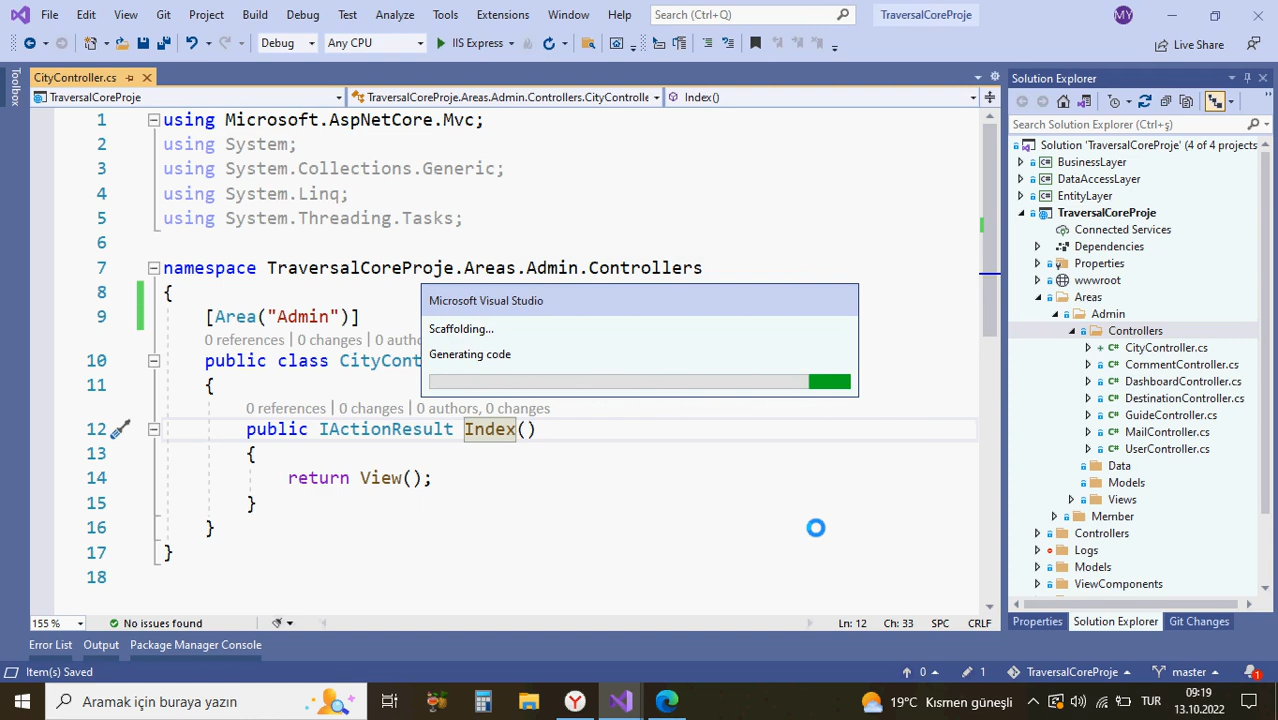 File Edit View Git Project Build Debug Test Analyze Tools Extensions Window Help Search (Ctrl+Q) TraversalCoreProje MY
Debug Any CPU IIS Express Live Share
Toolbox
CityController.cs
TraversalCoreProje TraversalCoreProje.Areas.Admin.Controllers.CityControlle Index()
1 using Microsoft.AspNetCore.Mvc;
2 using System;
3 using System.Collections.Generic;
4 using System.Linq;
5 using System.Threading.Tasks;
6
7 namespace TraversalCoreProje.Areas.Admin.Controllers
8 {
9 [Area("Admin")]
0 references | 0 changes | 0 autho
10 public class CityCont
11 {
0 references | 0 changes | 0 authors, 0 changes
12 public IActionResult Index()
13 {
14 return View();
15 }
16 }
17 }
18
Microsoft Visual Studio
Scaffolding...
Generating code
155 % No issues found Ln: 12 Ch: 33 SPC CRLF
Error List Output Package Manager Console
Solution Explorer
Search Solution Explorer (Ctrl+ş)
Solution 'TraversalCoreProje' (4 of 4 projects
BusinessLayer
DataAccessLayer
EntityLayer
TraversalCoreProje
Connected Services
Dependencies
Properties
wwwroot
Areas
Admin
Controllers
CityController.cs
CommentController.cs
DashboardController.cs
DestinationController.cs
GuideController.cs
MailController.cs
UserController.cs
Data
Models
Views
Member
Controllers
Logs
Models
ViewComponents
Properties Solution Explorer Git Changes
Item(s) Saved 0 1 TraversalCoreProje master 1
Aramak için buraya yazın 19°C Kısmen güneşli TUR 09:19
13.10.2022